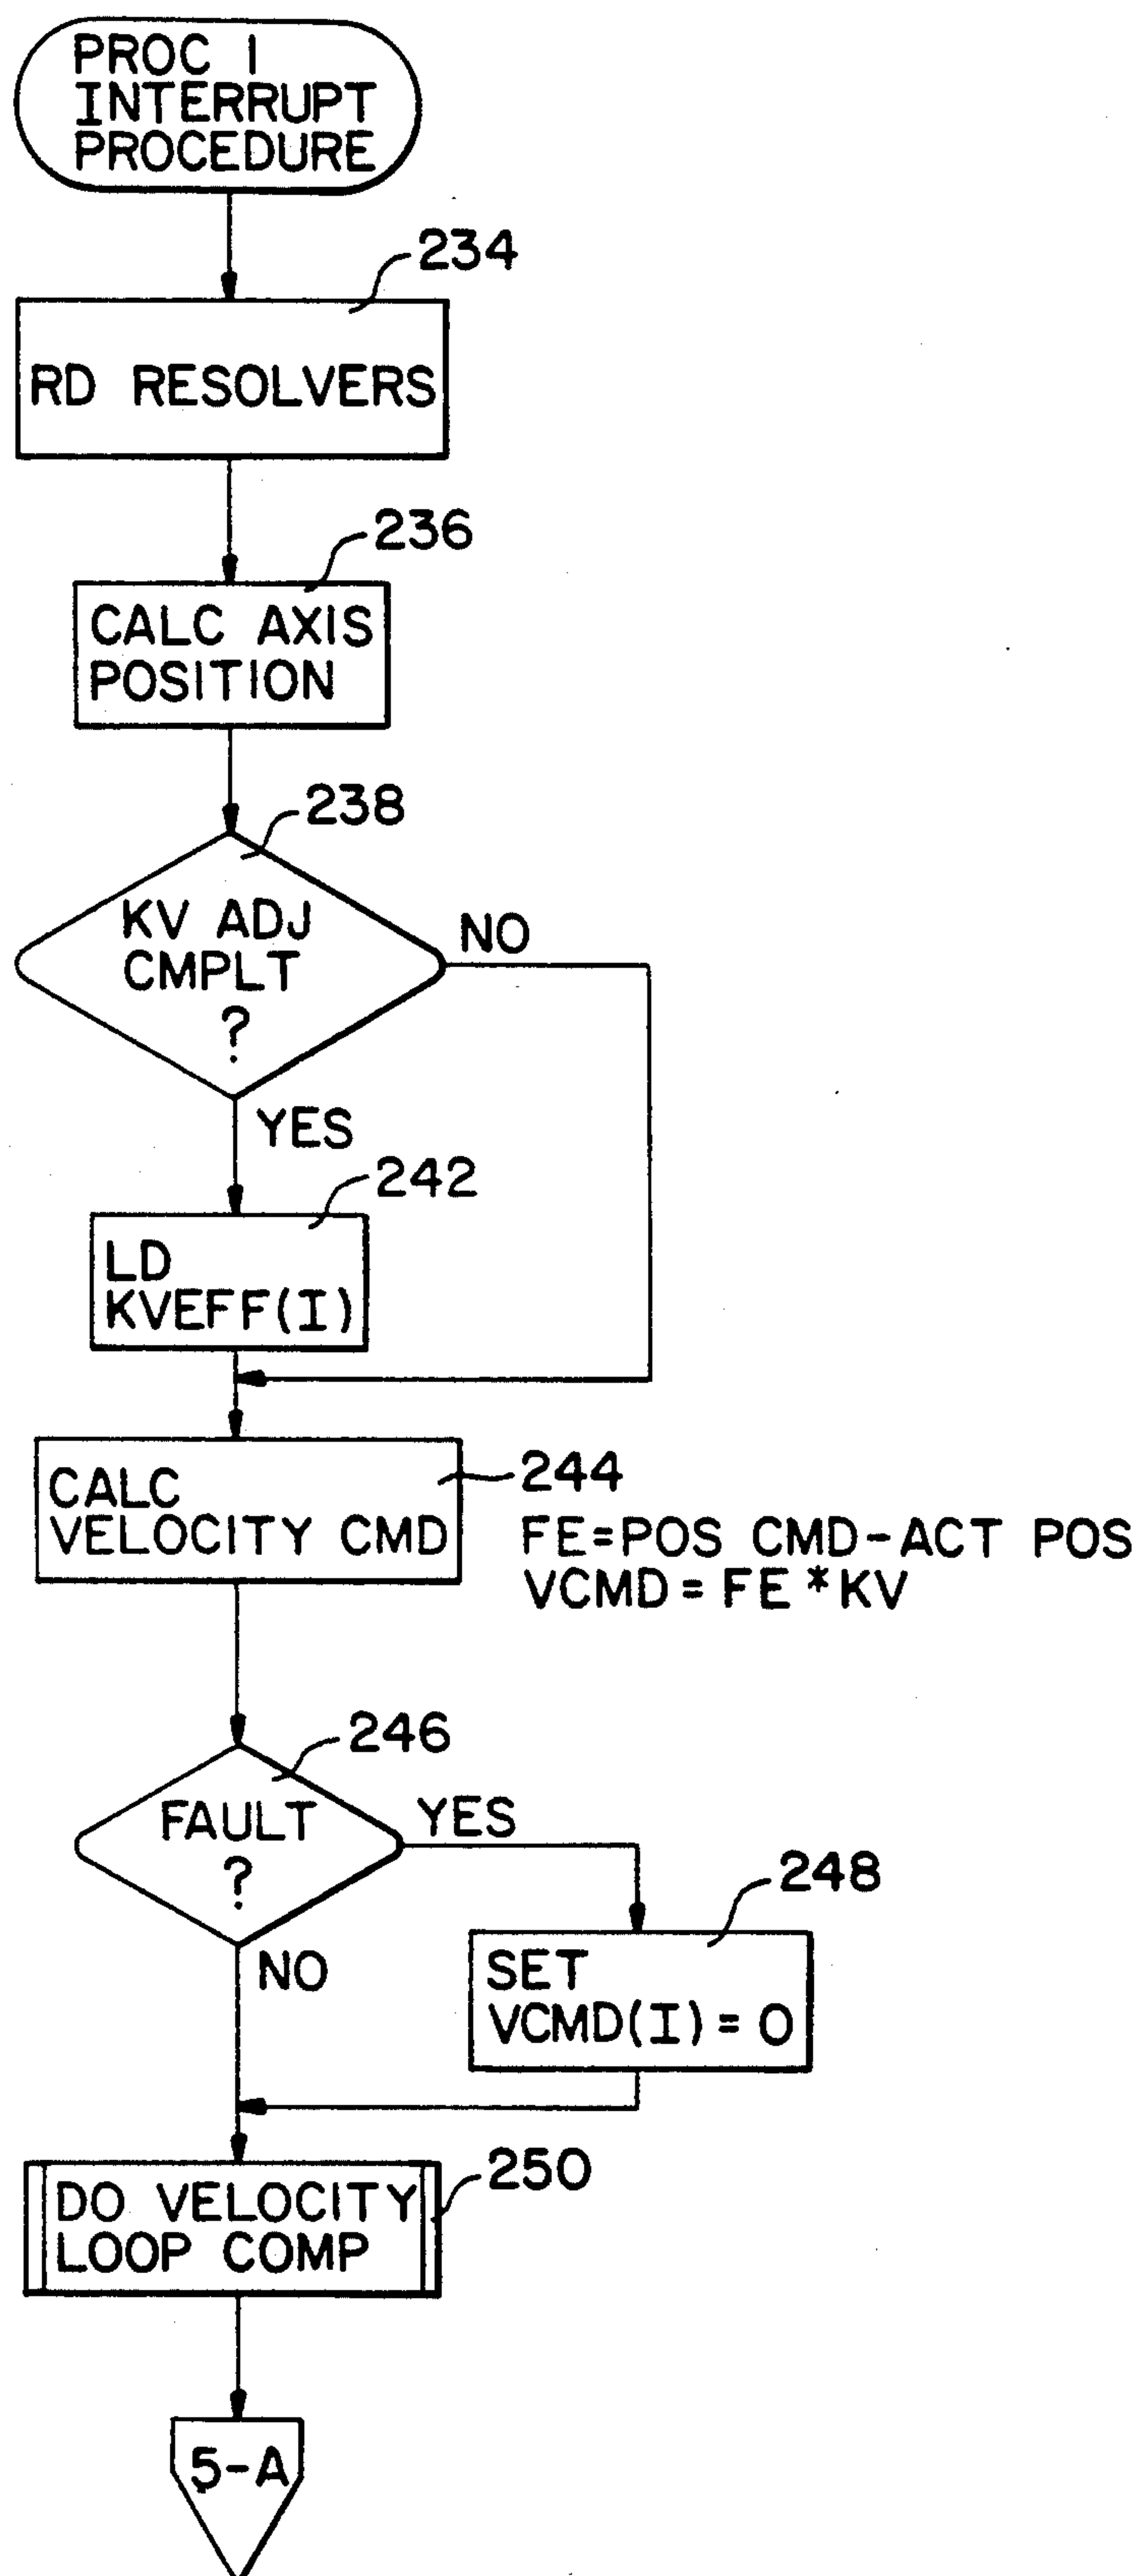 PROC 1
INTERRUPT
PROCEDURE
234
RD RESOLVERS
236
CALC AXIS
POSITION
238
KV ADJ
CMPLT
?
NO
YES
242
LD
KVEFF(I)
CALC
VELOCITY CMD
244
FE=POS CMD-ACT POS
VCMD = FE * KV
246
FAULT
?
YES
NO
248
SET
VCMD(I) = 0
DO VELOCITY
LOOP COMP
250
5-A